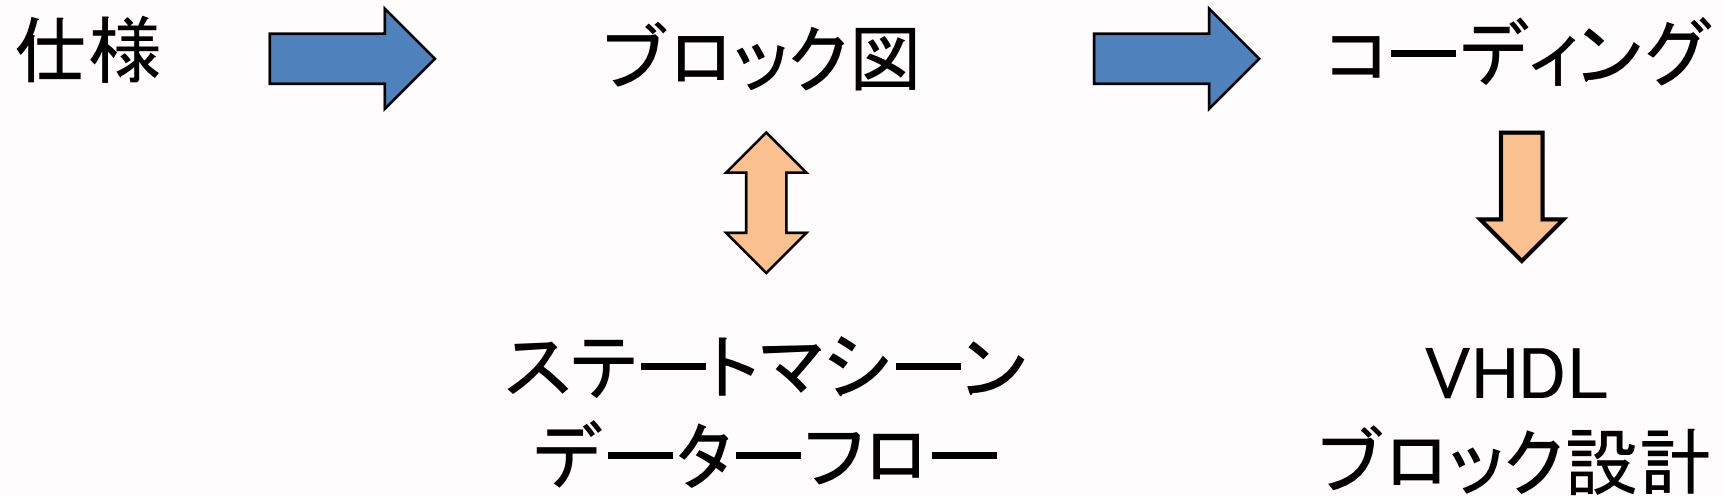 仕様
ブロック図
コーディング
ステートマシーン
データーフロー
VHDL
ブロック設計